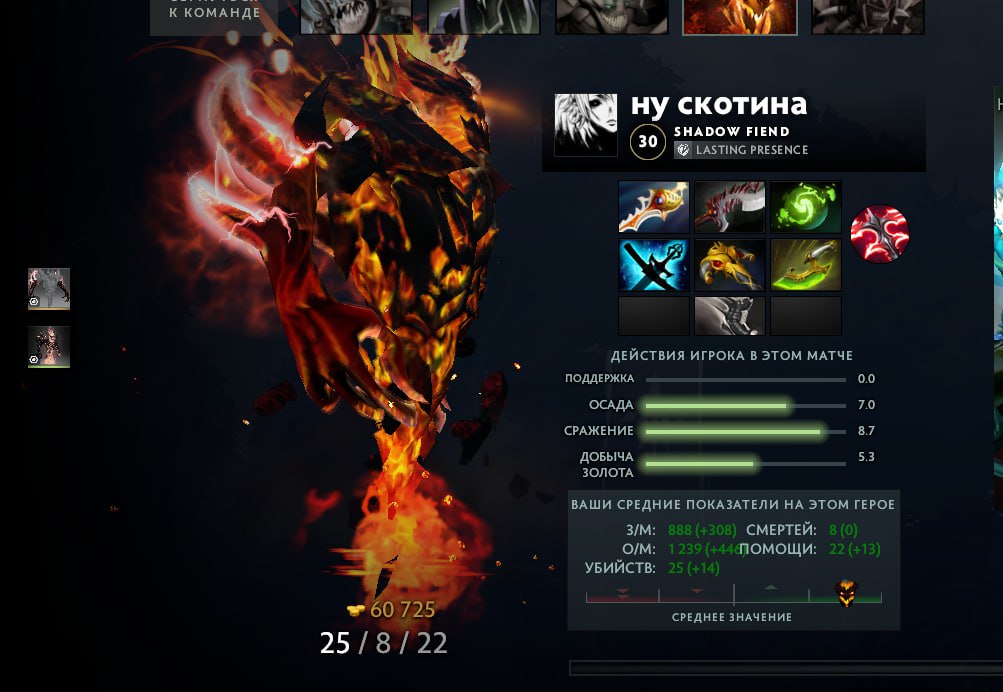 К КОМАНДЕ
ну скотина
30
SHADOW FIEND
LASTING PRESENCE
ДЕЙСТВИЯ ИГРОКА В ЭТОМ МАТЧЕ
ПОДДЕРЖКА 0.0
ОСАДА 7.0
СРАЖЕНИЕ 8.7
ДОБЫЧА
ЗОЛОТА 5.3
ВАШИ СРЕДНИЕ ПОКАЗАТЕЛИ НА ЭТОМ ГЕРОЕ
З/М: 888 (+308) СМЕРТЕЙ: 8 (0)
О/М: 1 239 (+446) ПОМОЩИ: 22 (+13)
УБИЙСТВ: 25 (+14)
СРЕДНЕЕ ЗНАЧЕНИЕ
60 725
25 / 8 / 22